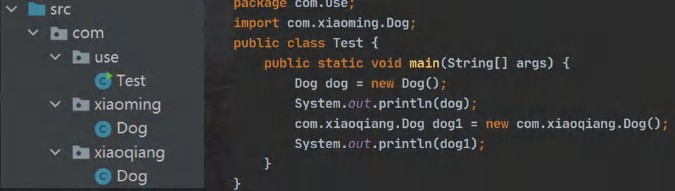 src
com
use
Test
xiaoming
Dog
xiaoqiang
Dog
package com.use;
import com.xiaoming.Dog;
public class Test {
public static void main(String[] args) {
Dog dog = new Dog();
System.out.println(dog);
com.xiaoqiang.Dog dog1 = new com.xiaoqiang.Dog();
System.out.println(dog1);
}
}